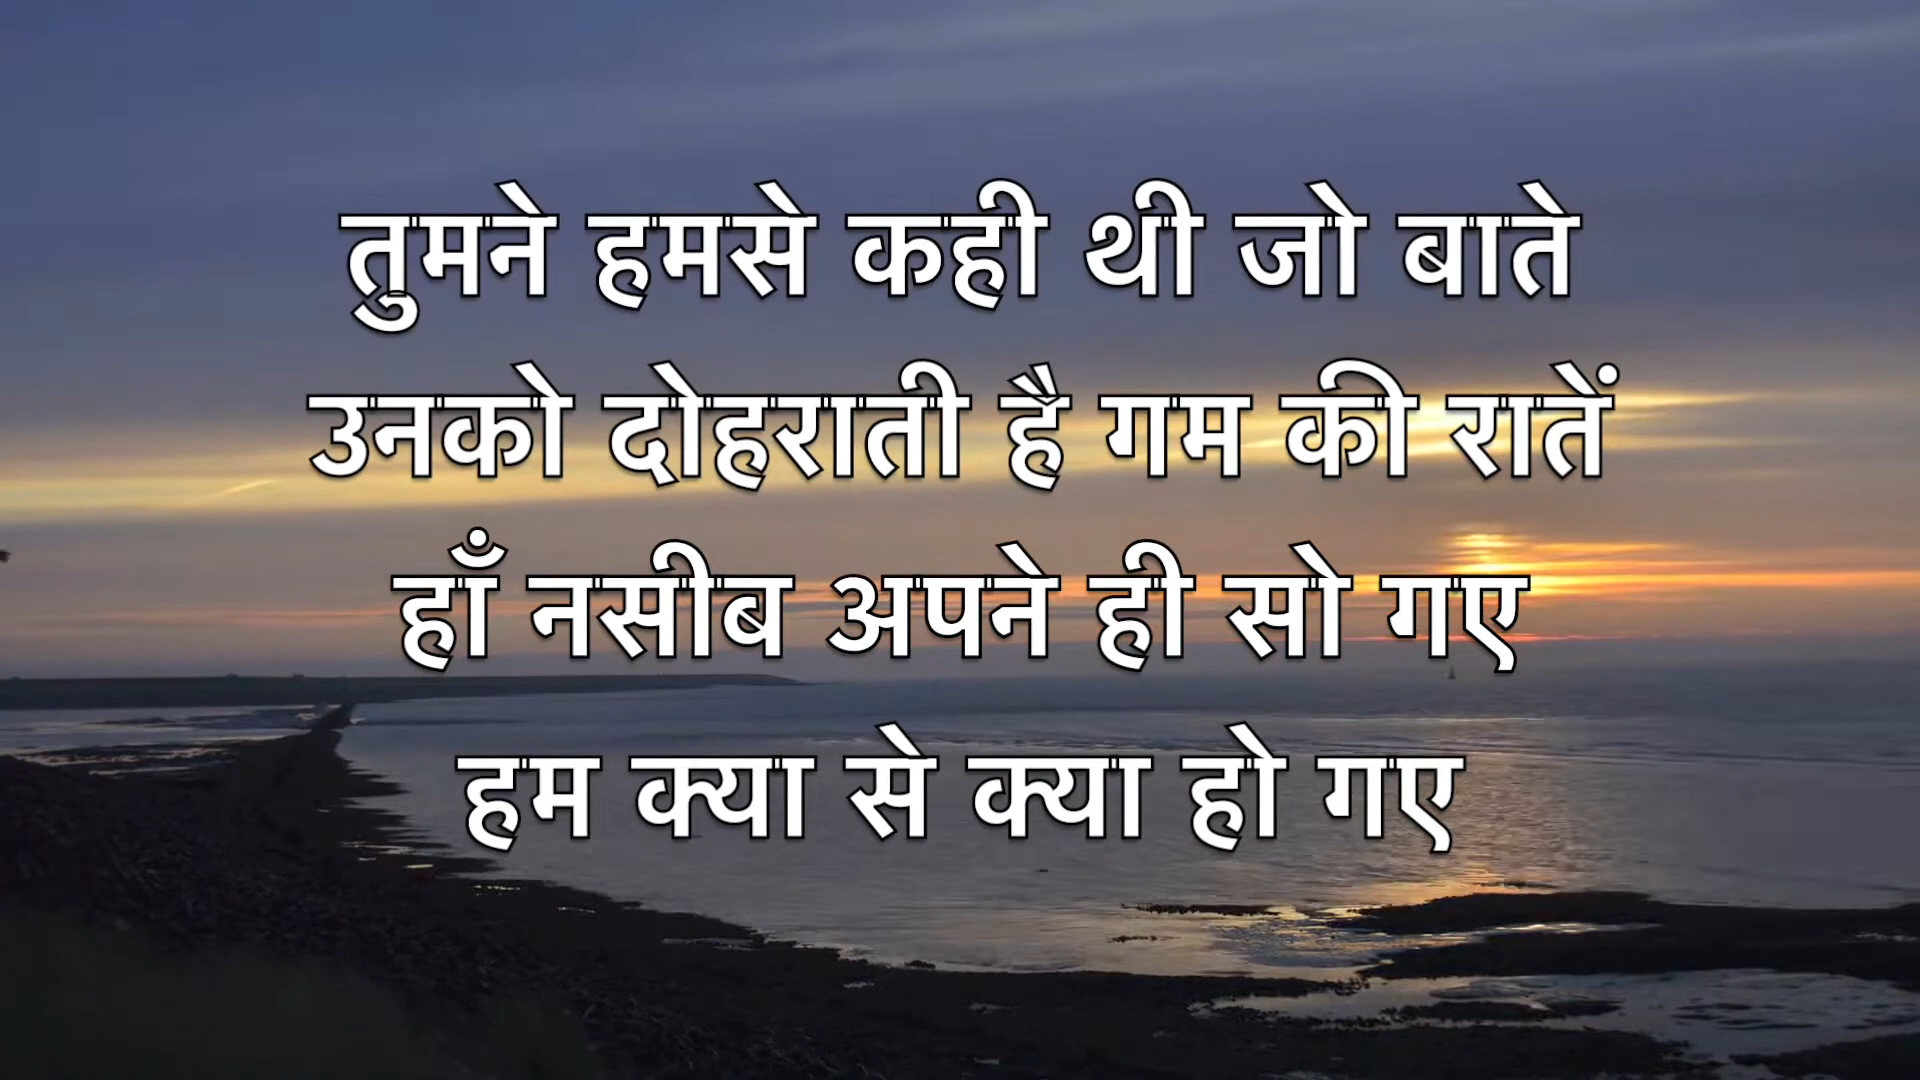 तुमने हमसे कही थी जो बाते
उनको दोहराती है गम की रातें
हाँ नसीब अपने ही सो गए
हम क्या से क्या हो गए